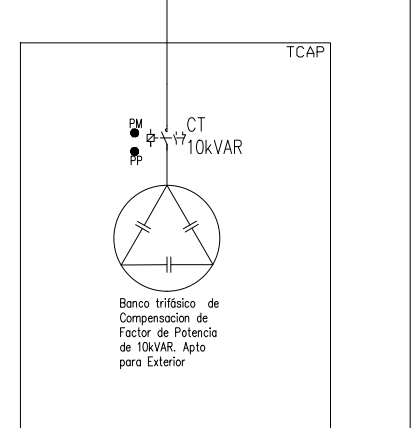 TCAP
PM
CT
10kVAR
PP
Banco trifásico de
Compensacion de
Factor de Potencia
de 10kVAR. Apto
para Exterior